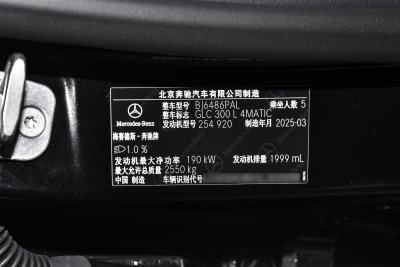 北京奔驰汽车有限公司制造
整车型号 BJ6486PAL 乘坐人数 5
整车标志 GLC 300 L 4MATIC
发动机型号 254 920 制造年月 2025-03
Mercedes-Benz
梅赛德斯-奔驰牌
1.0 %
发动机最大净功率 190 kW 发动机排量 1999 mL
最大允许总质量 2550 kg
中国制造 车辆识别代号